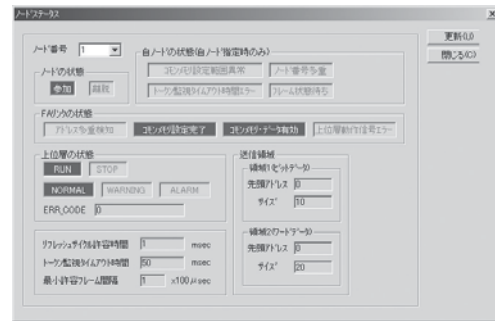 ﾉｰﾄﾞｽﾃｰﾀｽ
ﾉｰﾄﾞ番号 1
更新(U)
閉じる(C)
自ﾉｰﾄﾞの状態(自ﾉｰﾄﾞ指定時のみ)
ｺﾓﾝﾒﾓﾘ設定範囲異常 ﾉｰﾄﾞ番号多重
ﾄｰｸﾝ監視ﾀｲﾑｱｳﾄ時間ｴﾗｰ ﾌﾚｰﾑ状態待ち
ﾉｰﾄﾞの状態
参加 離脱
FAﾘﾝｸの状態
ｱﾄﾞﾚｽ多重検知 ｺﾓﾝﾒﾓﾘ設定完了 ｺﾓﾝﾒﾓﾘ･ﾃﾞｰﾀ有効 上位層動作信号ｴﾗｰ
上位層の状態
RUN STOP
NORMAL WARNING ALARM
ERR_CODE 0
送信領域
領域1(ﾋﾞｯﾄﾃﾞｰﾀ)
先頭ｱﾄﾞﾚｽ 0
ｻｲｽﾞ 10
領域2(ﾜｰﾄﾞﾃﾞｰﾀ)
先頭ｱﾄﾞﾚｽ 0
ｻｲｽﾞ 20
ﾘﾌﾚｯｼｭｻｲｸﾙ許容時間 1 msec
ﾄｰｸﾝ監視ﾀｲﾑｱｳﾄ時間 50 msec
最小許容ﾌﾚｰﾑ間隔 1 ×100μsec